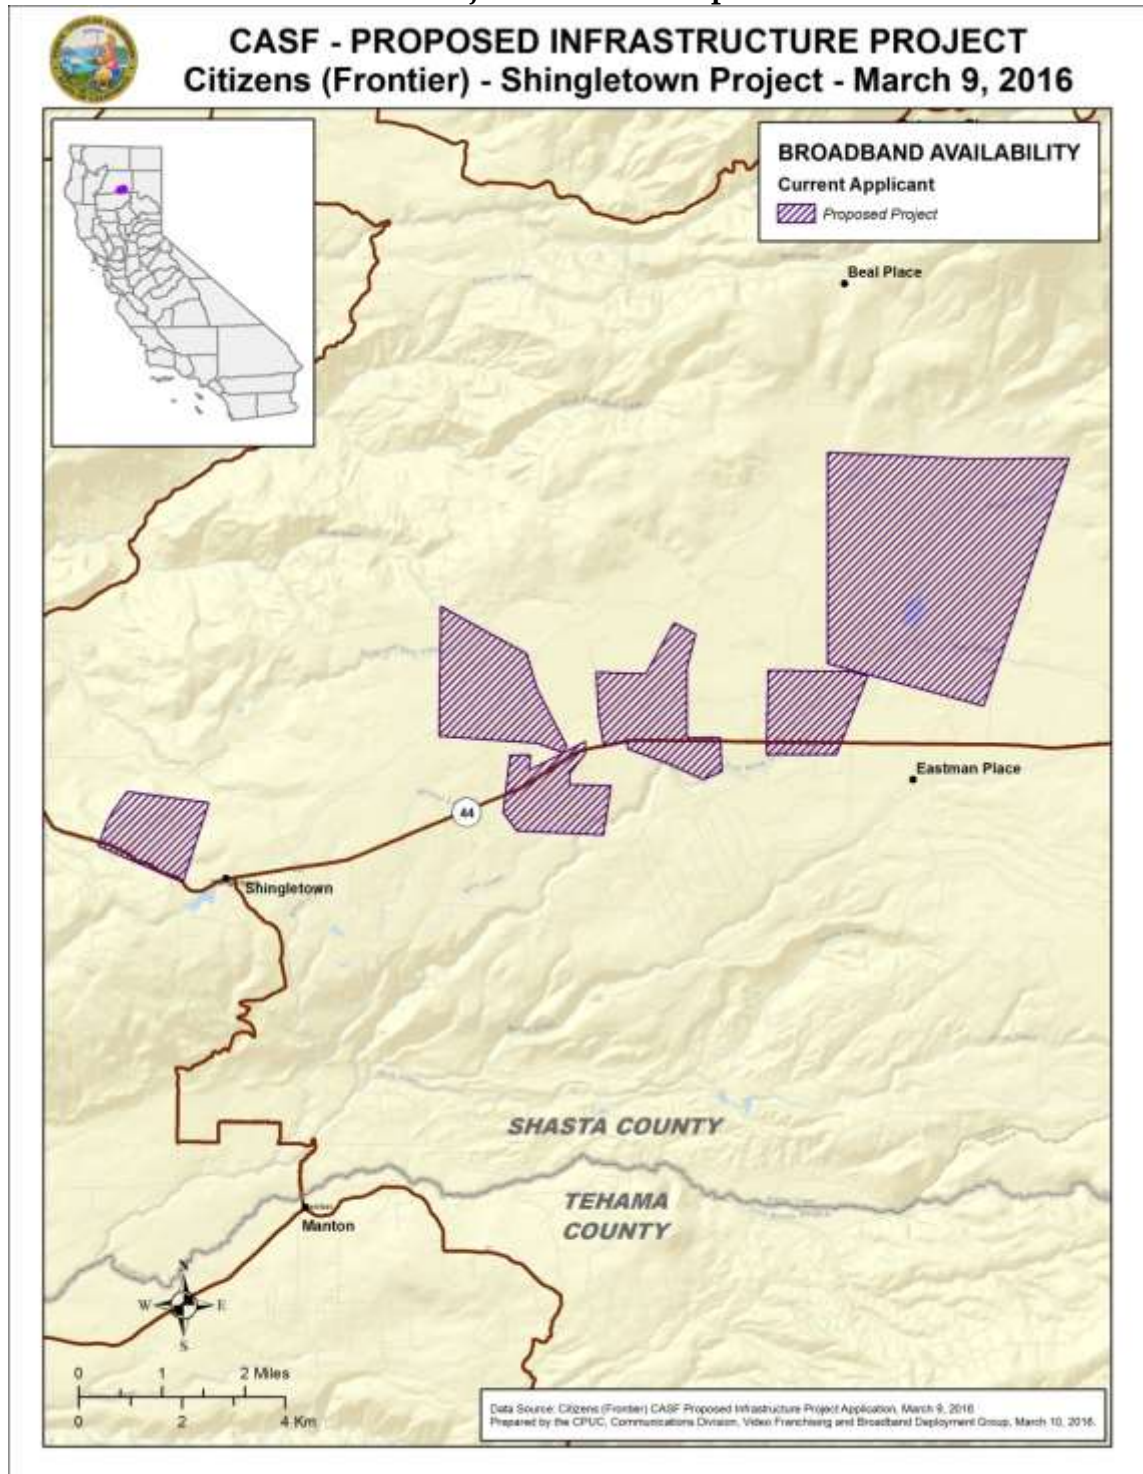 CASF - PROPOSED INFRASTRUCTURE PROJECT
Citizens (Frontier) - Shingletown Project - March 9, 2016
BROADBAND AVAILABILITY
Current Applicant
Proposed Project
Beal Place
Eastman Place
44
Shingletown
SHASTA COUNTY
TEHAMA
COUNTY
Manton
N
W E
S
0 1 2 Miles
0 2 4 Km
Data Source: Citizens (Frontier) CASF Proposed Infrastructure Project Application, March 9, 2016
Prepared by the CPUC, Communications Division, Video Franchising and Broadband Deployment Group, March 10, 2016.